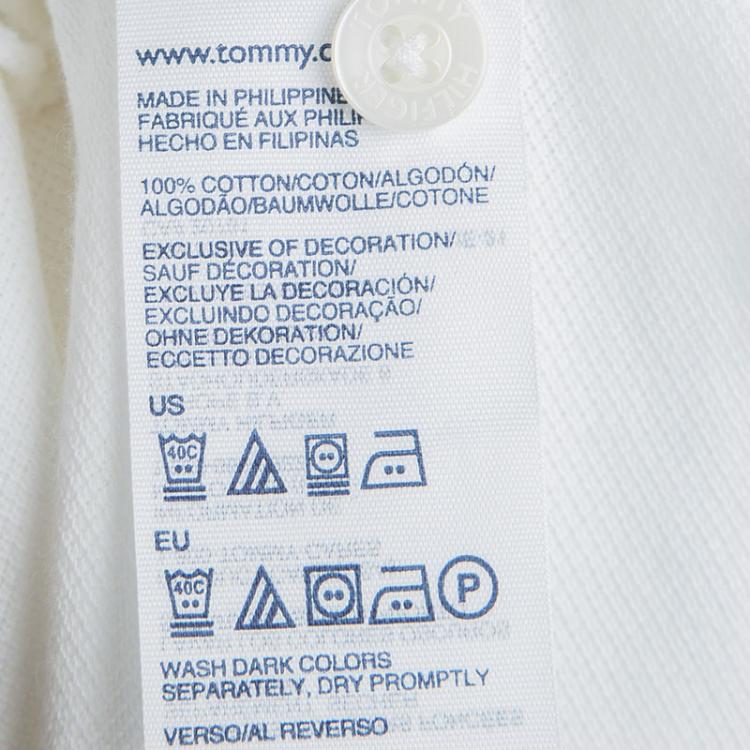 TOMMY HILFIGER
www.tommy.c
MADE IN PHILIPPINE
FABRIQUÉ AUX PHILI
HECHO EN FILIPINAS
100% COTTON/COTON/ALGODÓN/
ALGODÃO/BAUMWOLLE/COTONE
EXCLUSIVE OF DECORATION/
SAUF DÉCORATION/
EXCLUYE LA DECORACIÓN/
EXCLUINDO DECORAÇÃO/
OHNE DEKORATION/
ECCETTO DECORAZIONE
US
40C
EU
40C P
WASH DARK COLORS
SEPARATELY, DRY PROMPTLY
VERSO/AL REVERSO